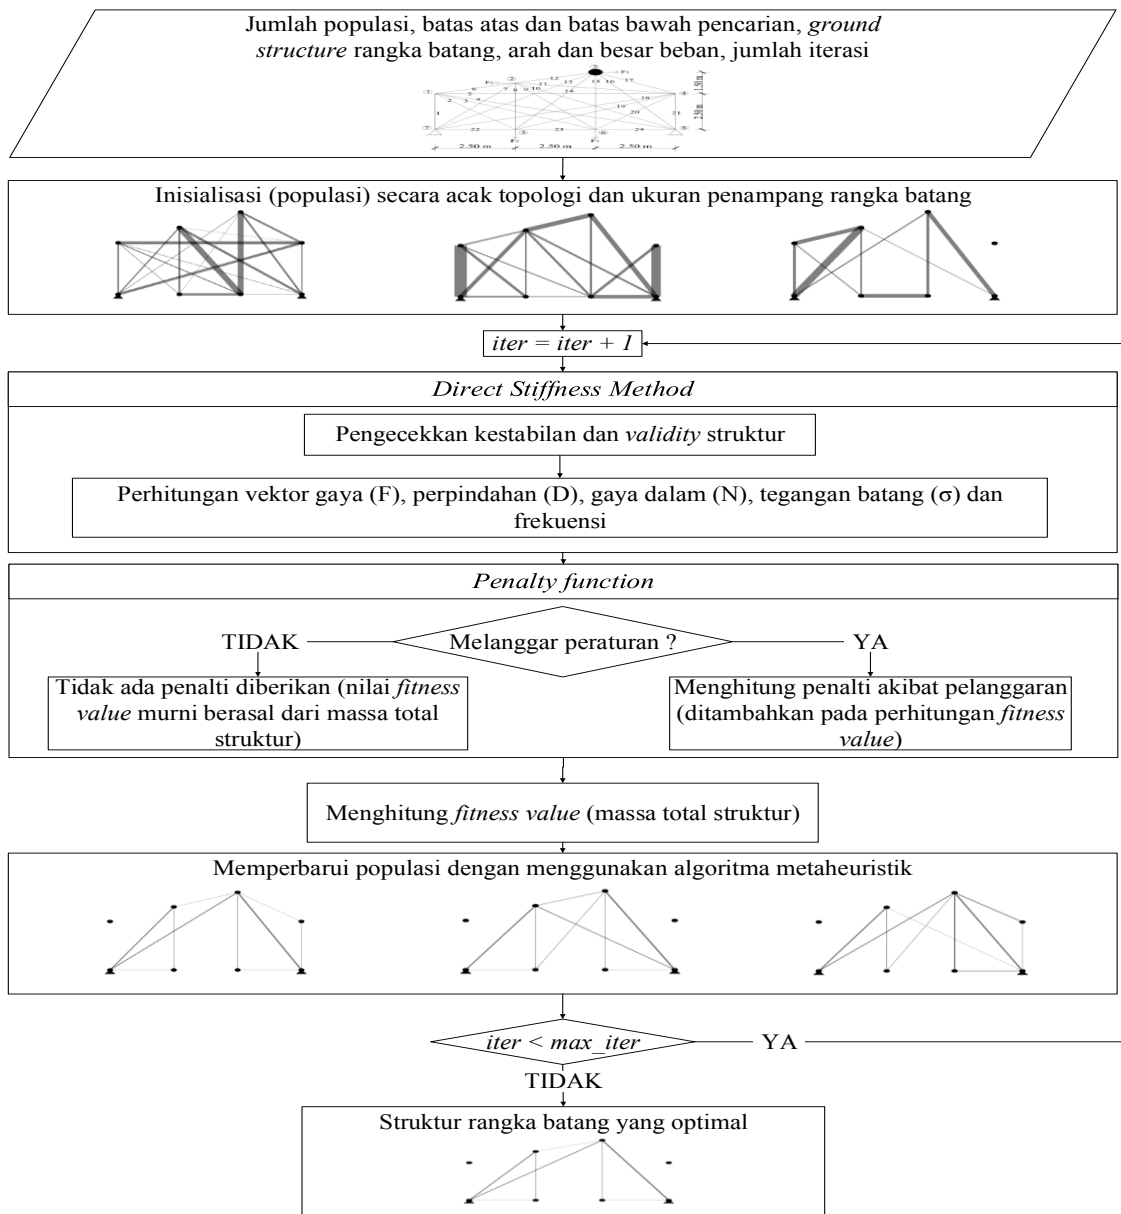 Jumlah populasi, batas atas dan batas bawah pencarian, ground
structure rangka batang, arah dan besar beban, jumlah iterasi
2.50 m 2.50 m 2.50 m
1.50 m
2.50 m
Inisialisasi (populasi) secara acak topologi dan ukuran penampang rangka batang
iter = iter + 1
Direct Stiffness Method
Pengecekkan kestabilan dan validity struktur
Perhitungan vektor gaya (F), perpindahan (D), gaya dalam (N), tegangan batang (σ) dan
frekuensi
Penalty function
Melanggar peraturan ?
TIDAK
YA
Tidak ada penalti diberikan (nilai fitness
value murni berasal dari massa total
struktur)
Menghitung penalti akibat pelanggaran
(ditambahkan pada perhitungan fitness
value)
Menghitung fitness value (massa total struktur)
Memperbarui populasi dengan menggunakan algoritma metaheuristik
iter < max_iter
YA
TIDAK
Struktur rangka batang yang optimal